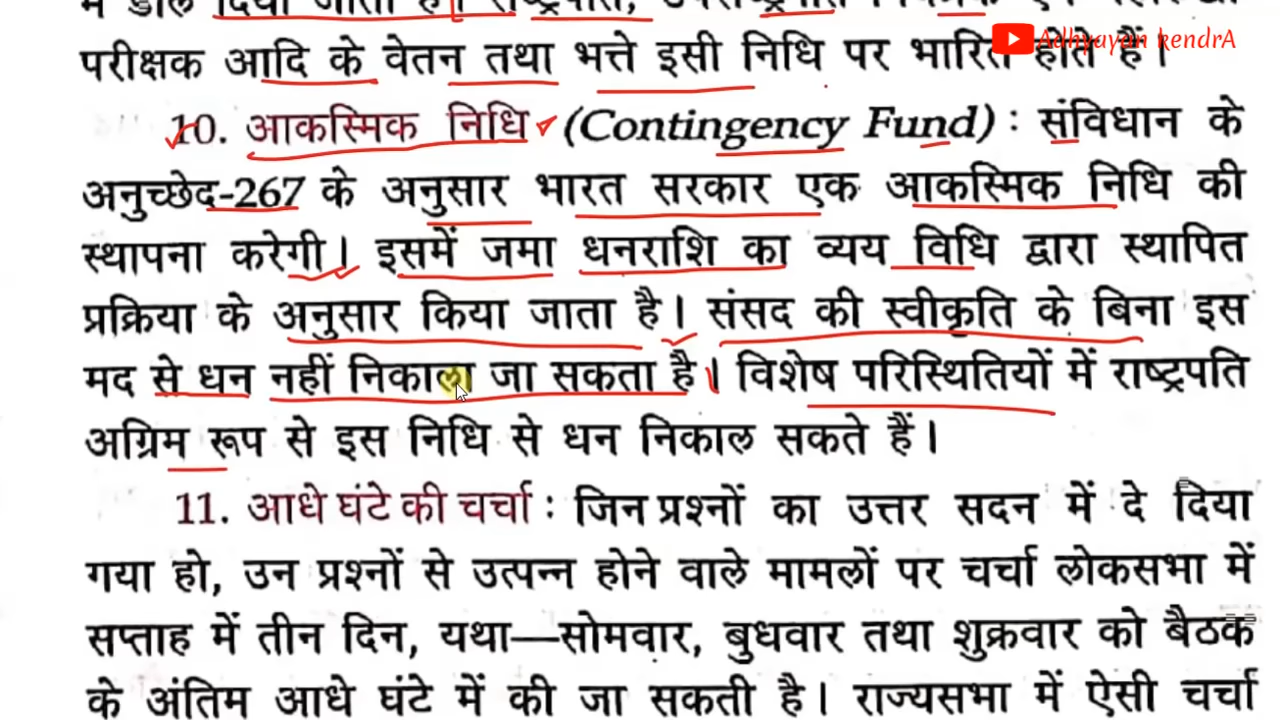 में डाल दिया जाता है। राष्ट्रपति, उपराष्ट्रपति
Adhyayan kendrA
परीक्षक आदि के वेतन तथा भत्ते इसी निधि पर भारित होते हैं।
10. आकस्मिक निधि (Contingency Fund) : संविधान के
अनुच्छेद-267 के अनुसार भारत सरकार एक आकस्मिक निधि की
स्थापना करेगी। इसमें जमा धनराशि का व्यय विधि द्वारा स्थापित
प्रक्रिया के अनुसार किया जाता है। संसद की स्वीकृति के बिना इस
मद से धन नहीं निकाला जा सकता है। विशेष परिस्थितियों में राष्ट्रपति
अग्रिम रूप से इस निधि से धन निकाल सकते हैं।
11. आधे घंटे की चर्चा : जिन प्रश्नों का उत्तर सदन में दे दिया
गया हो, उन प्रश्नों से उत्पन्न होने वाले मामलों पर चर्चा लोकसभा में
सप्ताह में तीन दिन, यथा—सोमवार, बुधवार तथा शुक्रवार को बैठक
के अंतिम आधे घंटे में की जा सकती है। राज्यसभा में ऐसी चर्चा